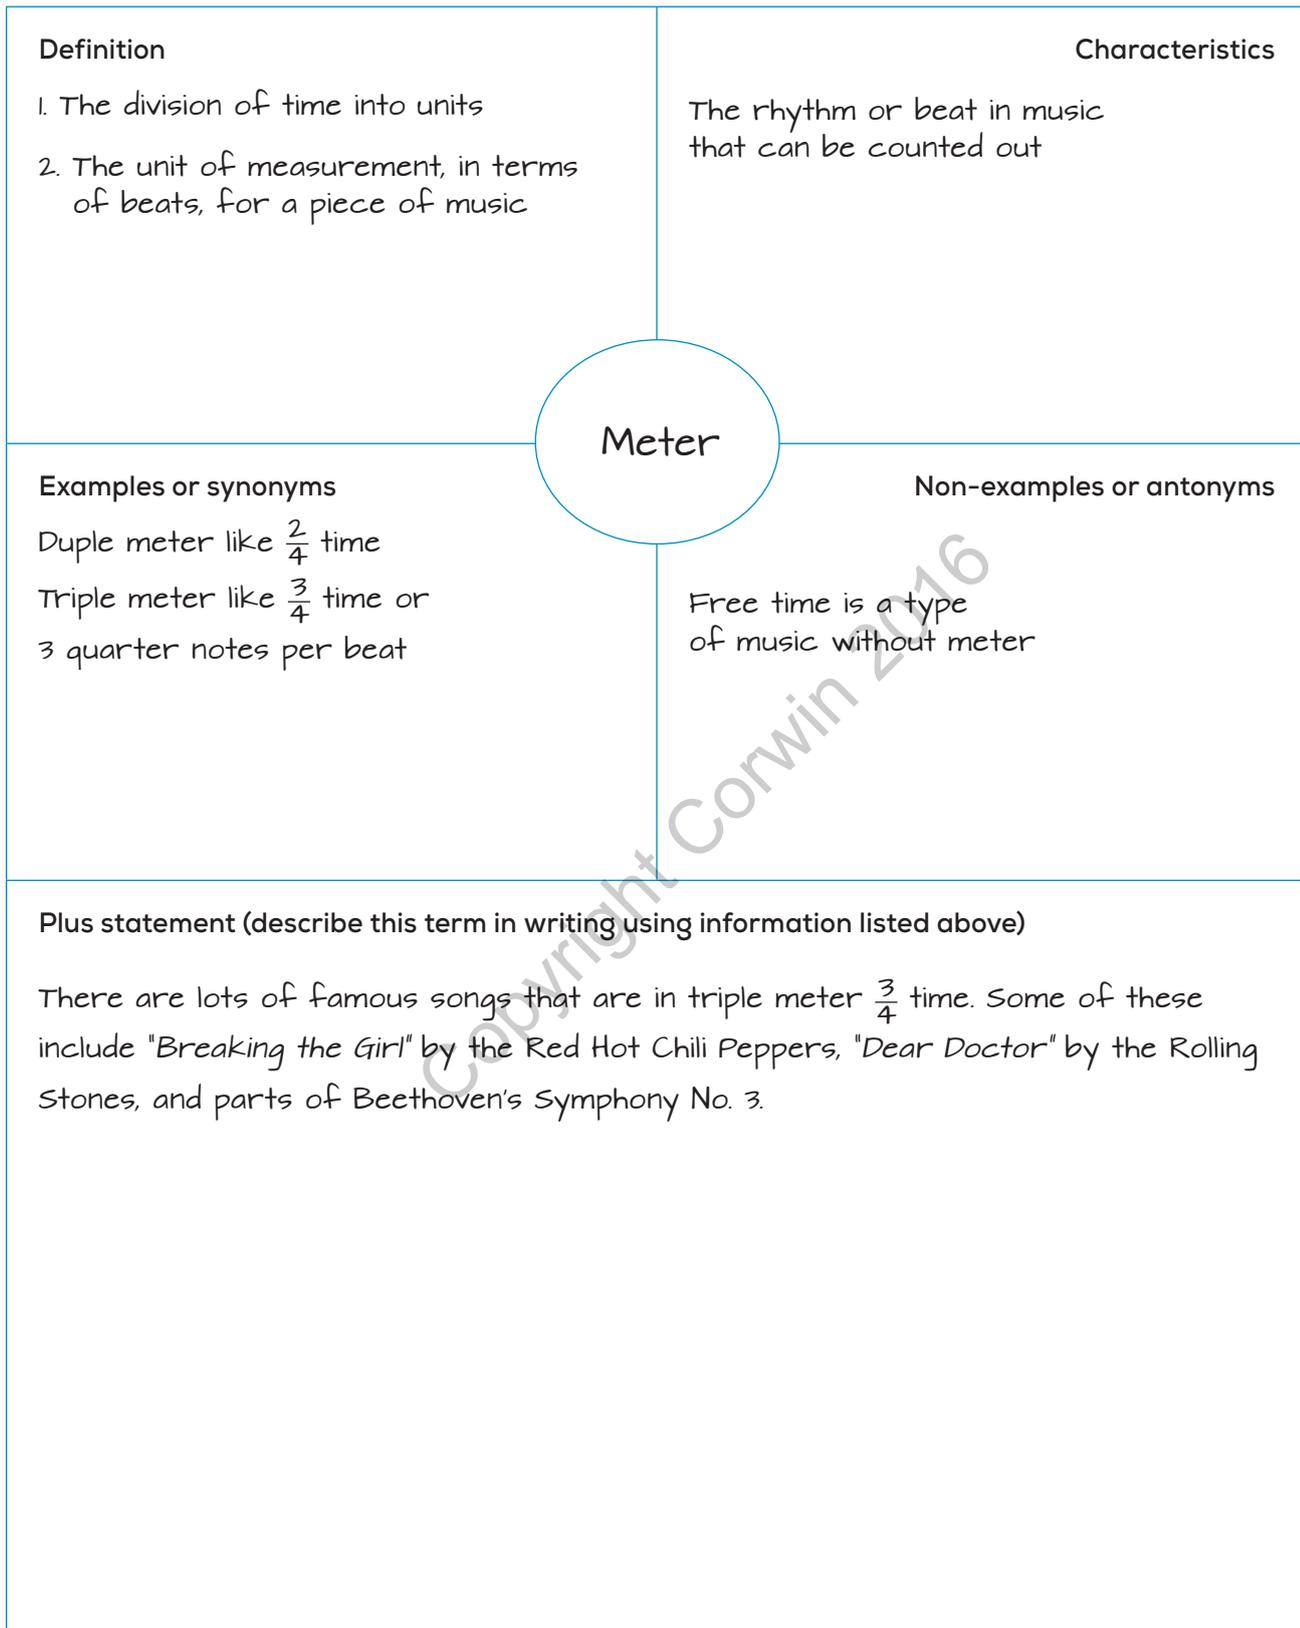 Definition
1. The division of time into units
2. The unit of measurement, in terms
of beats, for a piece of music
Characteristics
The rhythm or beat in music
that can be counted out
Meter
Examples or synonyms
Duple meter like 2/4 time
Triple meter like 3/4 time or
3 quarter notes per beat
Non-examples or antonyms
Free time is a type
of music without meter
Plus statement (describe this term in writing using information listed above)
There are lots of famous songs that are in triple meter 3/4 time. Some of these
include "Breaking the Girl" by the Red Hot Chili Peppers, "Dear Doctor" by the Rolling
Stones, and parts of Beethoven's Symphony No. 3.
Copyright Corwin 2016